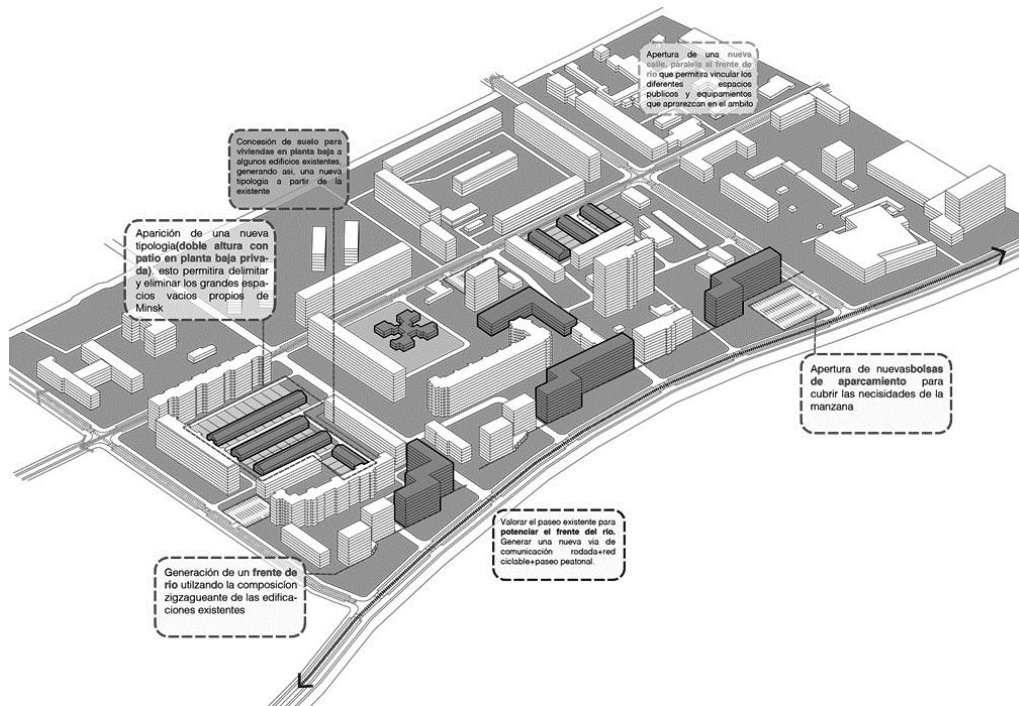 Apertura de una nueva
calle, paralela al frente de
rio que permitira vincular los
diferentes espacios
publicos y equipamientos
que aprarezcan en el ambito
Concesión de suelo para
viviendas en planta baja a
algunos edificios existentes,
generando asi, una nueva
tipologia a partir de la
existente
Aparición de una nueva
tipologia(doble altura con
patio en planta baja priva-
da), esto permitira delimitar
y eliminar los grandes espa-
cios vacios propios de
Minsk
Apertura de nuevasbolsas
de aparcamiento para
cubrir las necisidades de la
manzana
Valorar el paseo existente para
potenciar el frente del rio.
Generar una nueva via de
comunicación rodada+red
ciclable+paseo peatonal.
Generación de un frente de
rio utilzando la composicíon
zigzagueante de las edifica-
ciones existentes